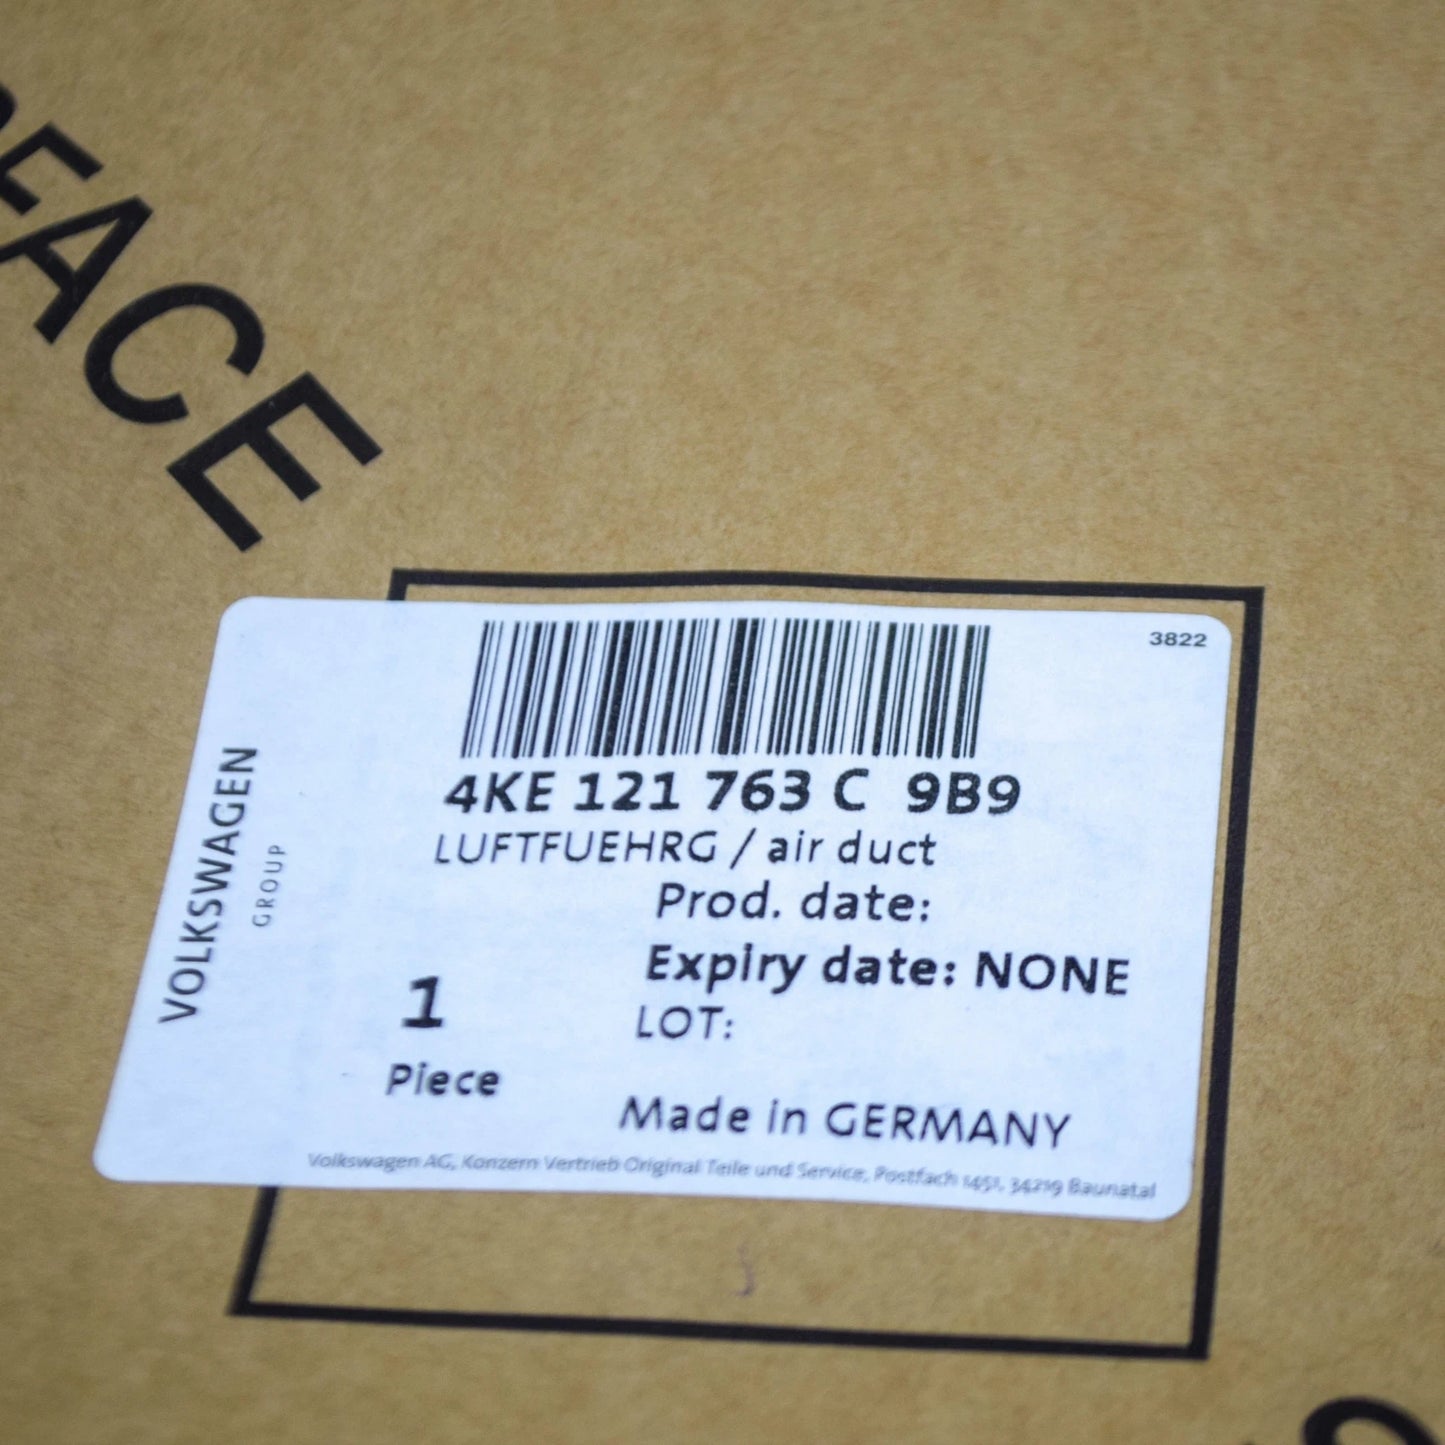 EACE
3822
4KE 121 763 C 9B9
LUFTFUEHRG / air duct
Prod. date:
Expiry date: NONE
LOT:
1
Piece
Made in GERMANY
Volkswagen AG, Konzern Vertrieb Original Teile und Service, Postfach 1451, 34219 Baunatal
VOLKSWAGEN
GROUP